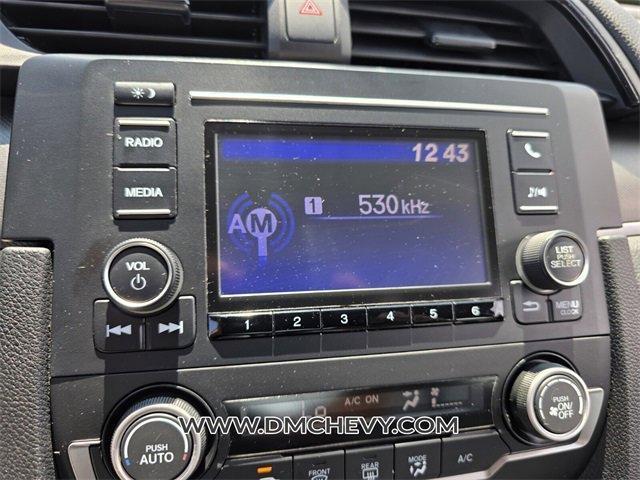 RADIO
MEDIA
VOL
12 43
AM
1 530 kHz
LIST
PUSH
SELECT
MENU
CLOCK
1 2 3 4 5 6
A/C ON
PUSH
AUTO
PUSH
ON/
OFF
WWW.DMCHEVY.COM
FRONT
REAR
MODE
A/C